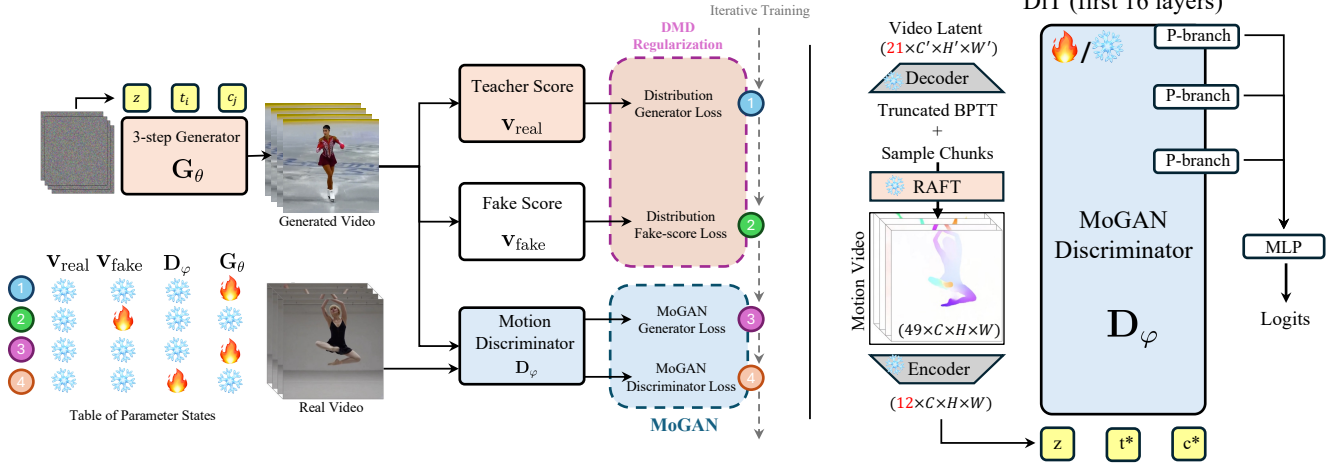 Iterative Training
DMD
Regularization
z
t_i
c_j
3-step Generator
G_θ
Generated Video
Teacher Score
v_real
Fake Score
v_fake
Distribution
Generator Loss
1
Distribution
Fake-score Loss
2
v_real v_fake D_φ G_θ
1
2
3
4
Table of Parameter States
Real Video
Motion
Discriminator
D_φ
MoGAN
Generator Loss
3
MoGAN
Discriminator Loss
4
MoGAN
Video Latent
(21×C′×H′×W′)
Decoder
Truncated BPTT
+
Sample Chunks
RAFT
Motion Video
(49×C×H×W)
Encoder
(12×C×H×W)
DiT (first 16 layers)
/
P-branch
P-branch
P-branch
MoGAN
Discriminator
D_φ
MLP
Logits
z
t*
c*